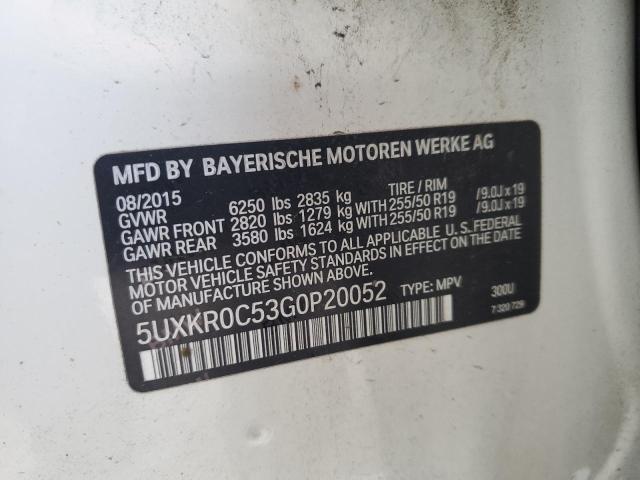 MFD BY BAYERISCHE MOTOREN WERKE AG
08/2015 TIRE / RIM
GVWR 6250 lbs 2835 kg
GAWR FRONT 2820 lbs 1279 kg WITH 255/50 R19 /9.0J x 19
GAWR REAR 3580 lbs 1624 kg WITH 255/50 R19 /9.0J x 19
THIS VEHICLE CONFORMS TO ALL APPLICABLE U.S. FEDERAL
MOTOR VEHICLE SAFETY STANDARDS IN EFFECT ON THE DATE
OF MANUFACTURE SHOWN ABOVE.
5UXKR0C53G0P20052 TYPE: MPV 300U
7 320 729